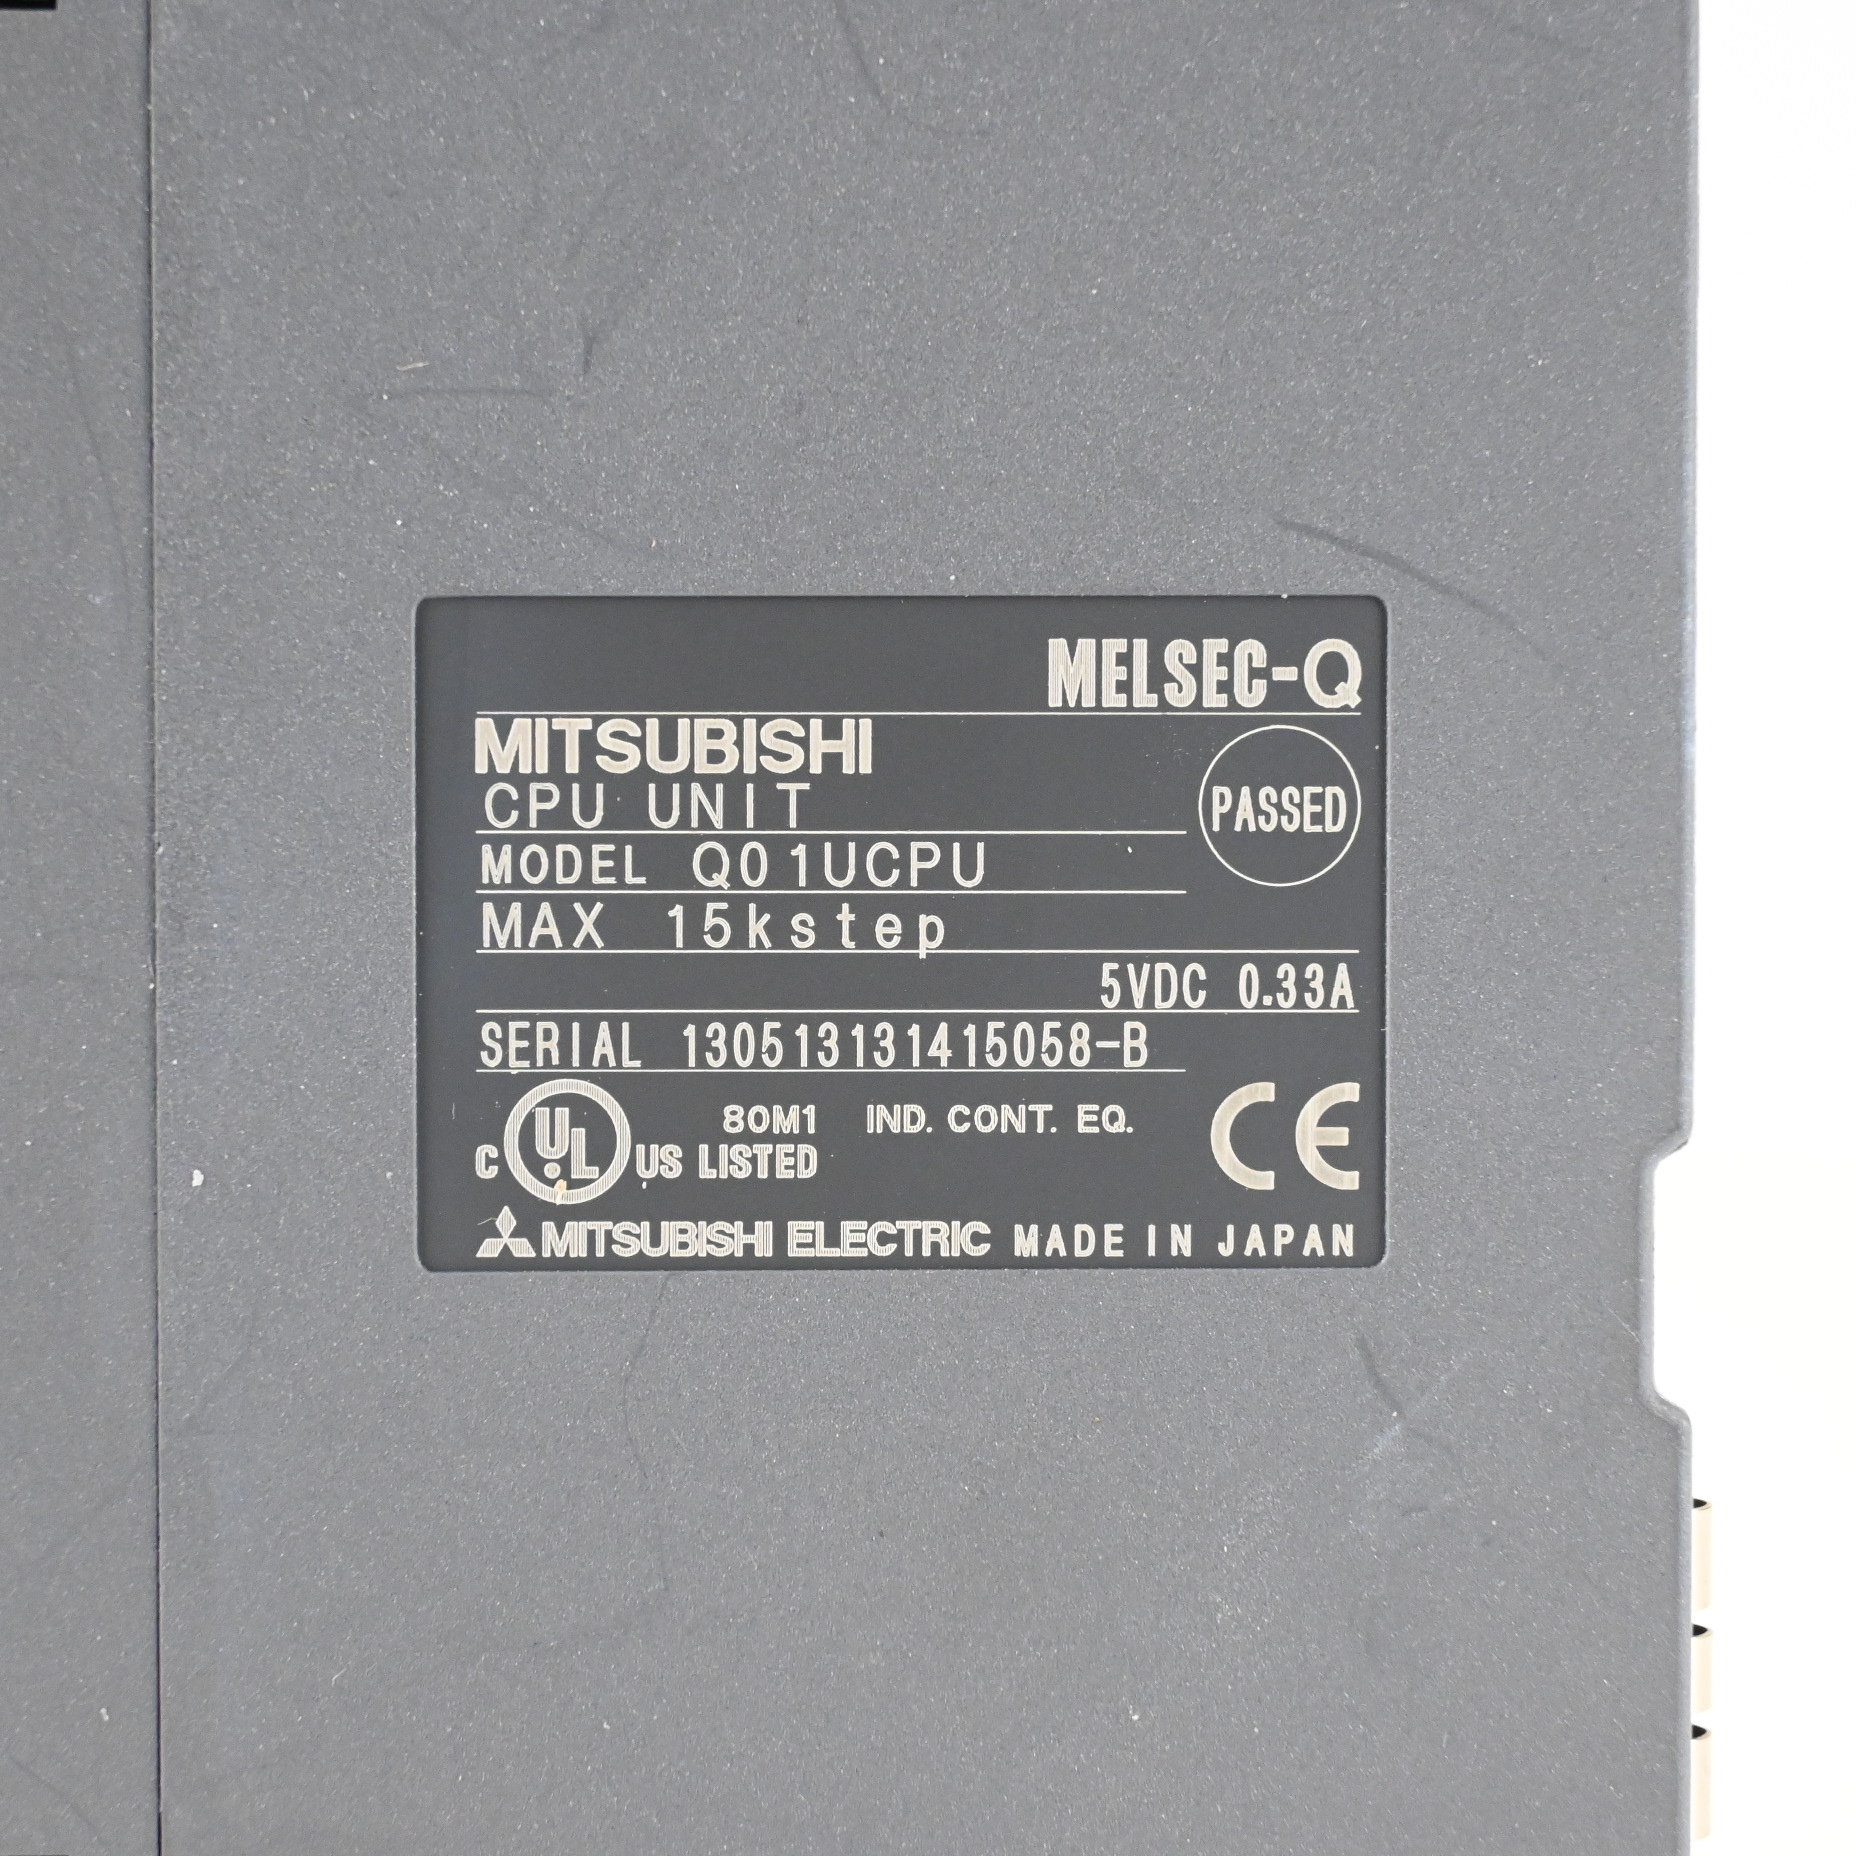 MELSEC-Q
MITSUBISHI
CPU UNIT
PASSED
MODEL Q01UCPU
MAX 15kstep
5VDC 0.33A
SERIAL 130513131415058-B
80M1 IND. CONT. EQ.
C UL US LISTED
CE
MITSUBISHI ELECTRIC MADE IN JAPAN